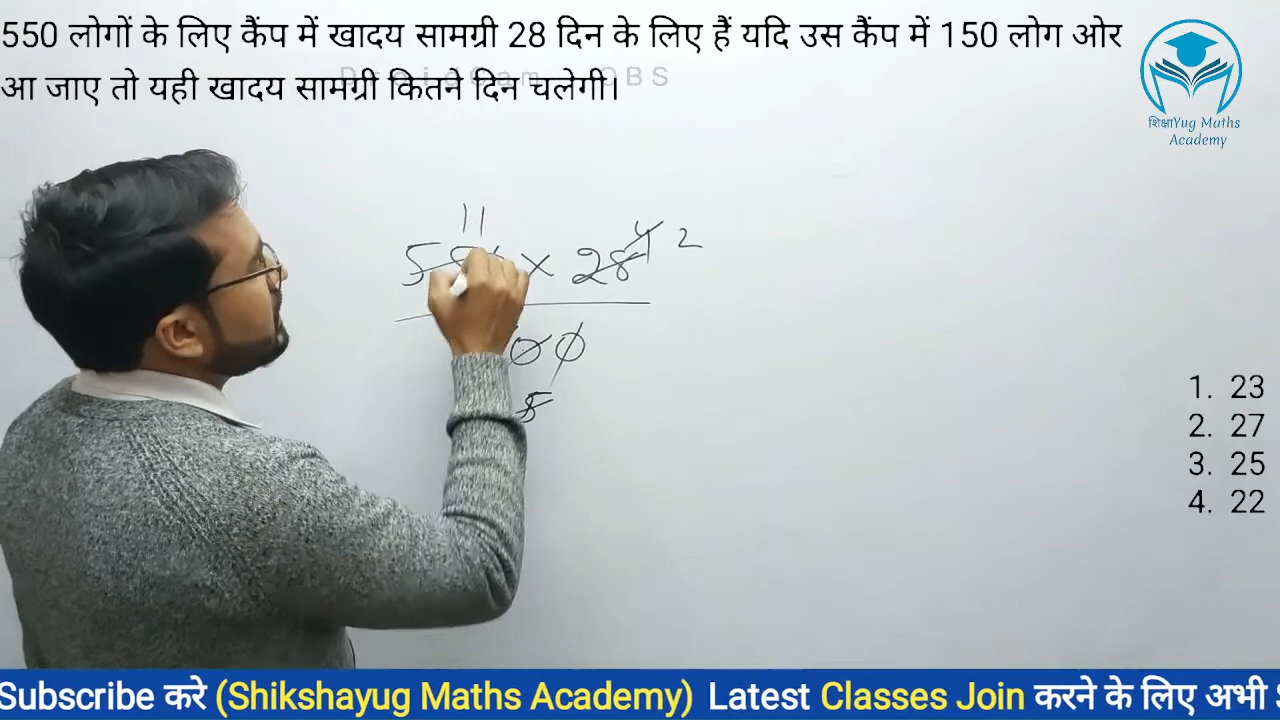 550 लोगों के लिए कैंप में खादय सामग्री 28 दिन के लिए हैं यदि उस कैंप में 150 लोग ओर
आ जाए तो यही खादय सामग्री कितने दिन चलेगी।
OBS
शिक्षाYug Maths
Academy
11
4 2
× 28
00
5
1. 23
2. 27
3. 25
4. 22
Subscribe करे (Shikshayug Maths Academy) Latest Classes Join करने के लिए अभी